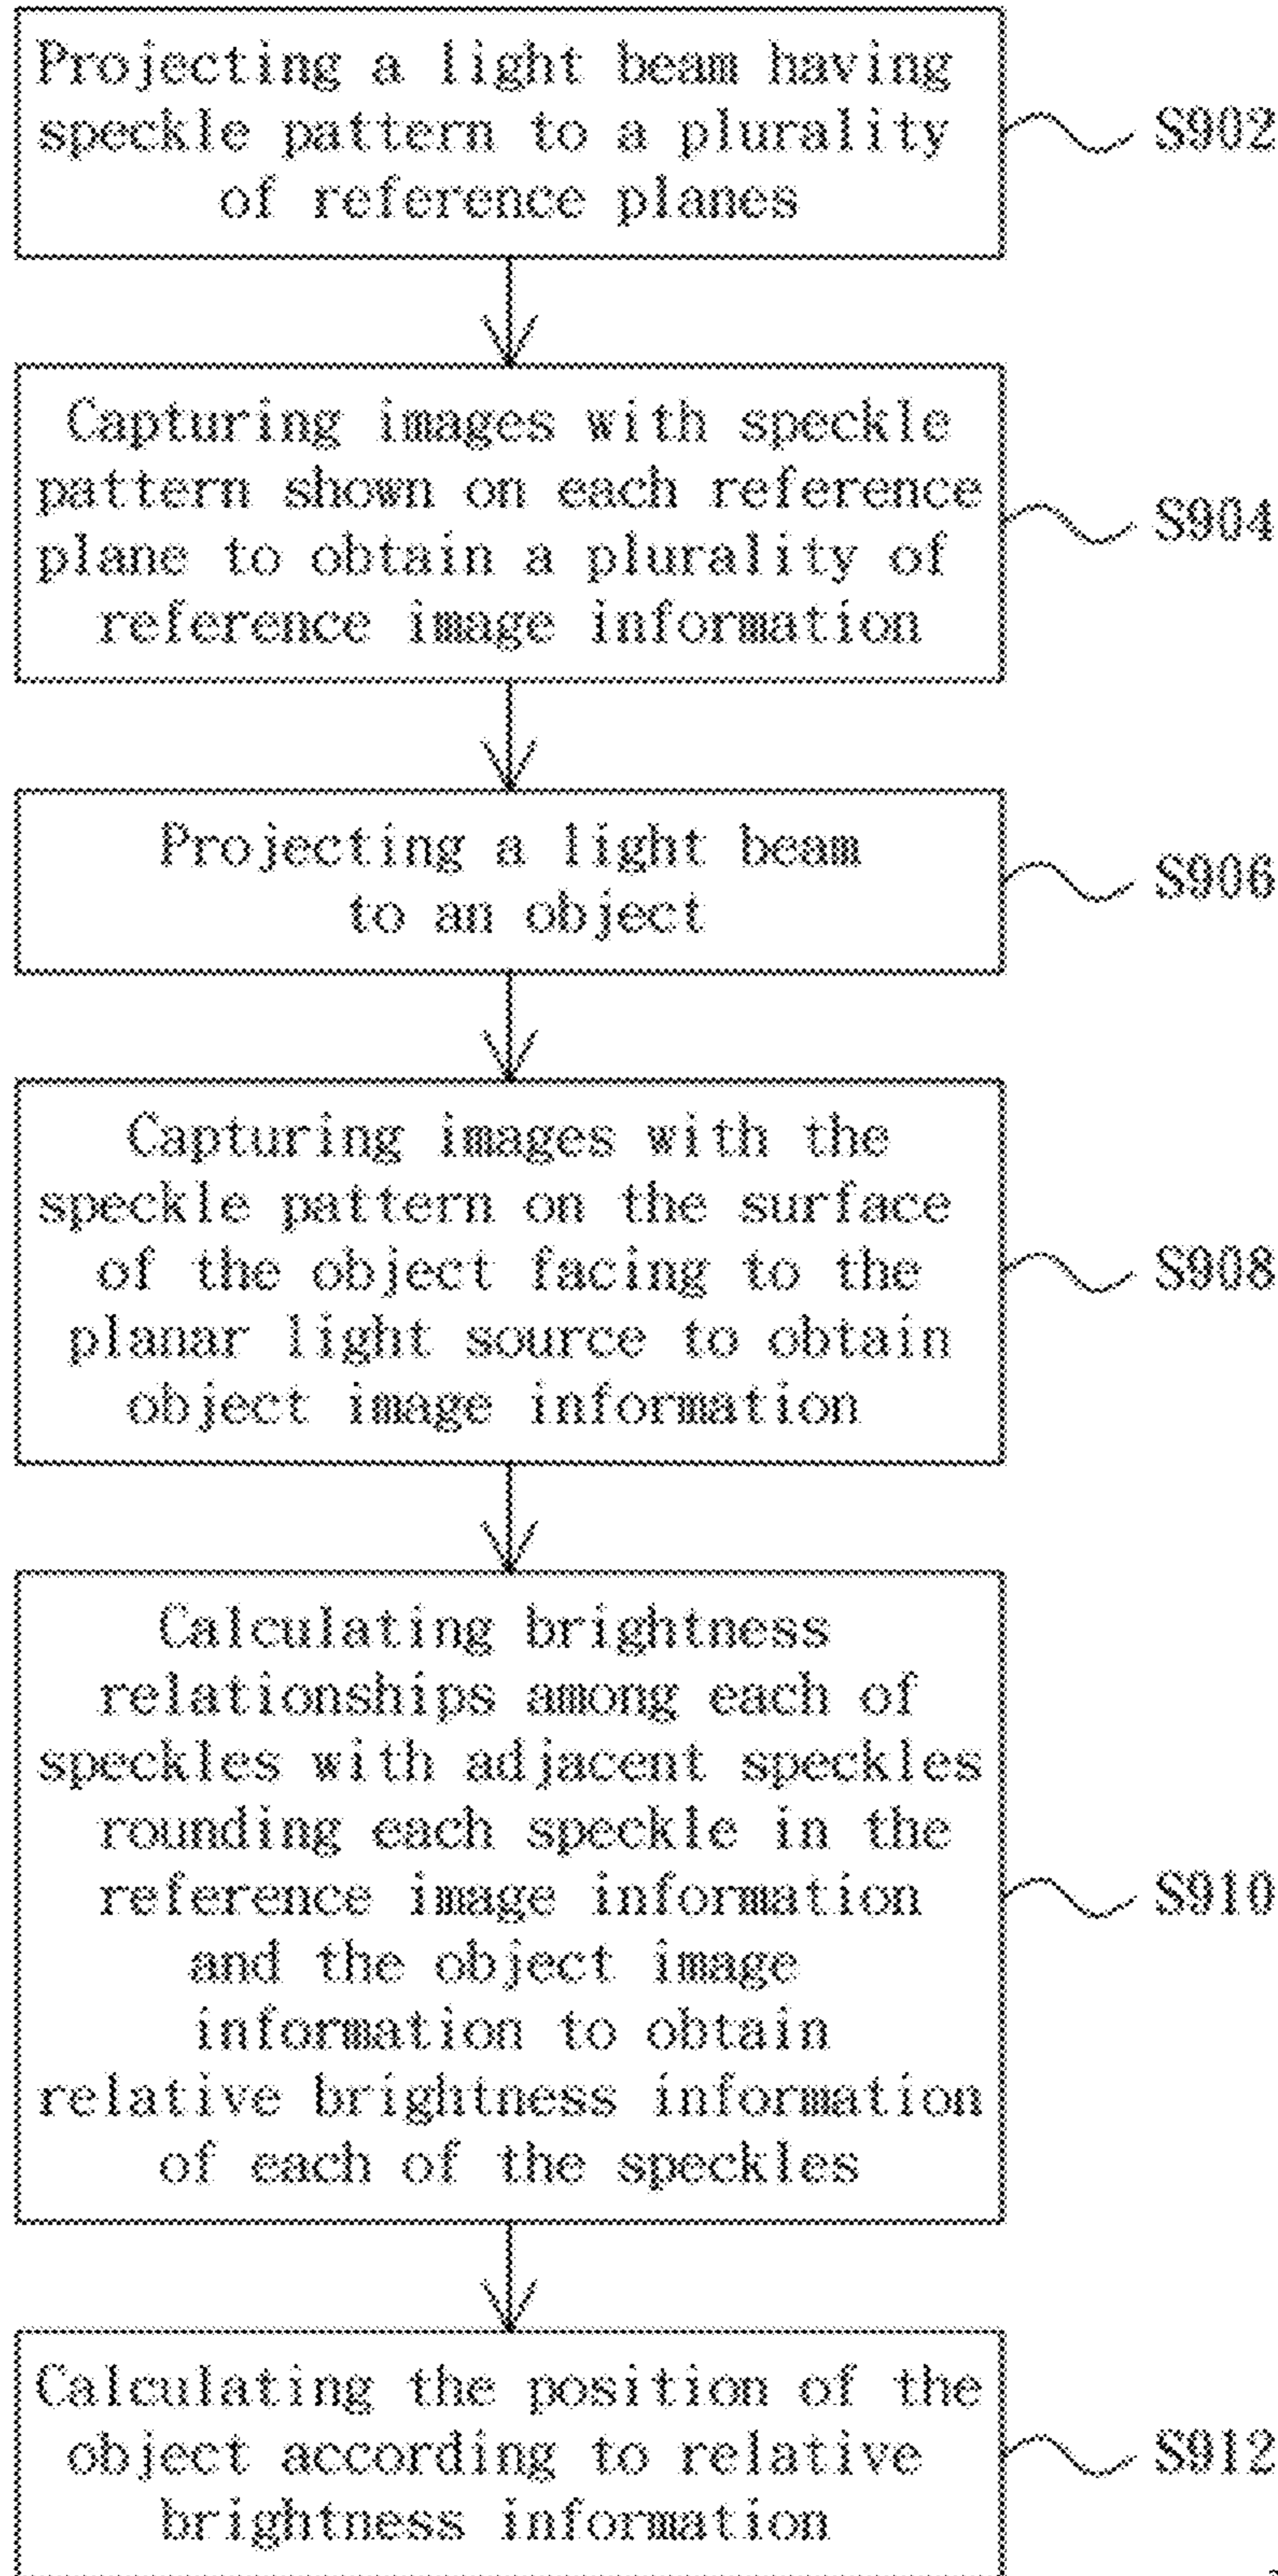 Projecting a light beam having
speckle pattern to a plurality
of reference planes
S902
Capturing images with speckle
pattern shown on each reference
plane to obtain a plurality of
reference image information
S904
Projecting a light beam
to an object
S906
Capturing images with the
speckle pattern on the surface
of the object facing to the
planar light source to obtain
object image information
S908
Calculating brightness
relationships among each of
speckles with adjacent speckles
rounding each speckle in the
reference image information
and the object image
information to obtain
relative brightness information
of each of the speckles
S910
Calculating the position of the
object according to relative
brightness information
S912